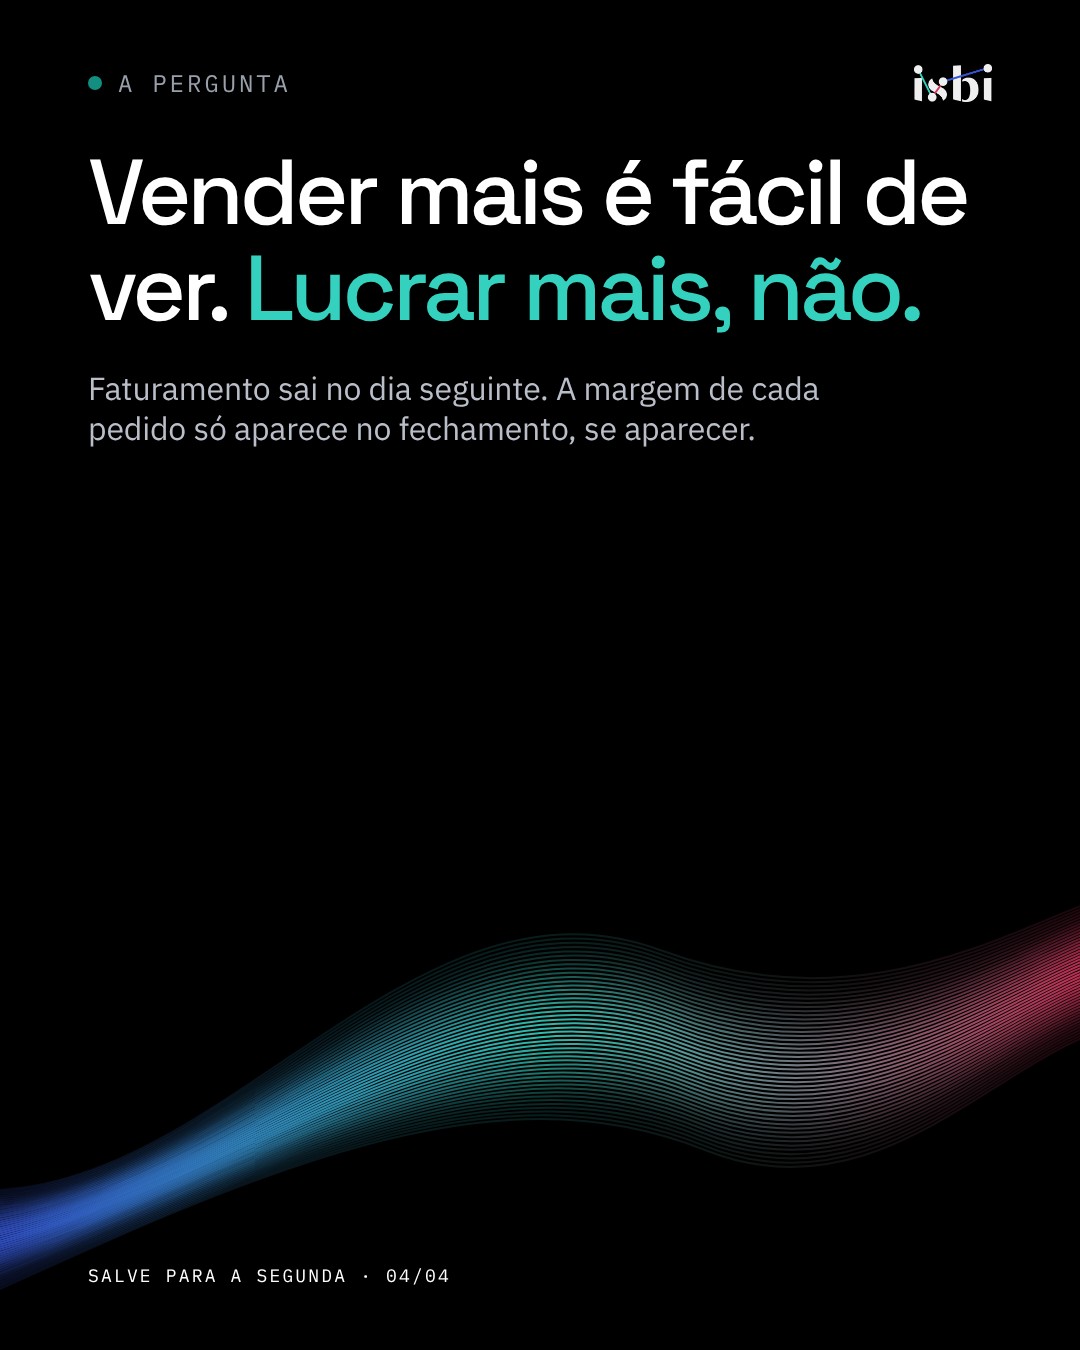 A PERGUNTA
isbi
Vender mais é fácil de
ver. Lucrar mais, não.
Faturamento sai no dia seguinte. A margem de cada
pedido só aparece no fechamento, se aparecer.
SALVE PARA A SEGUNDA · 04/04